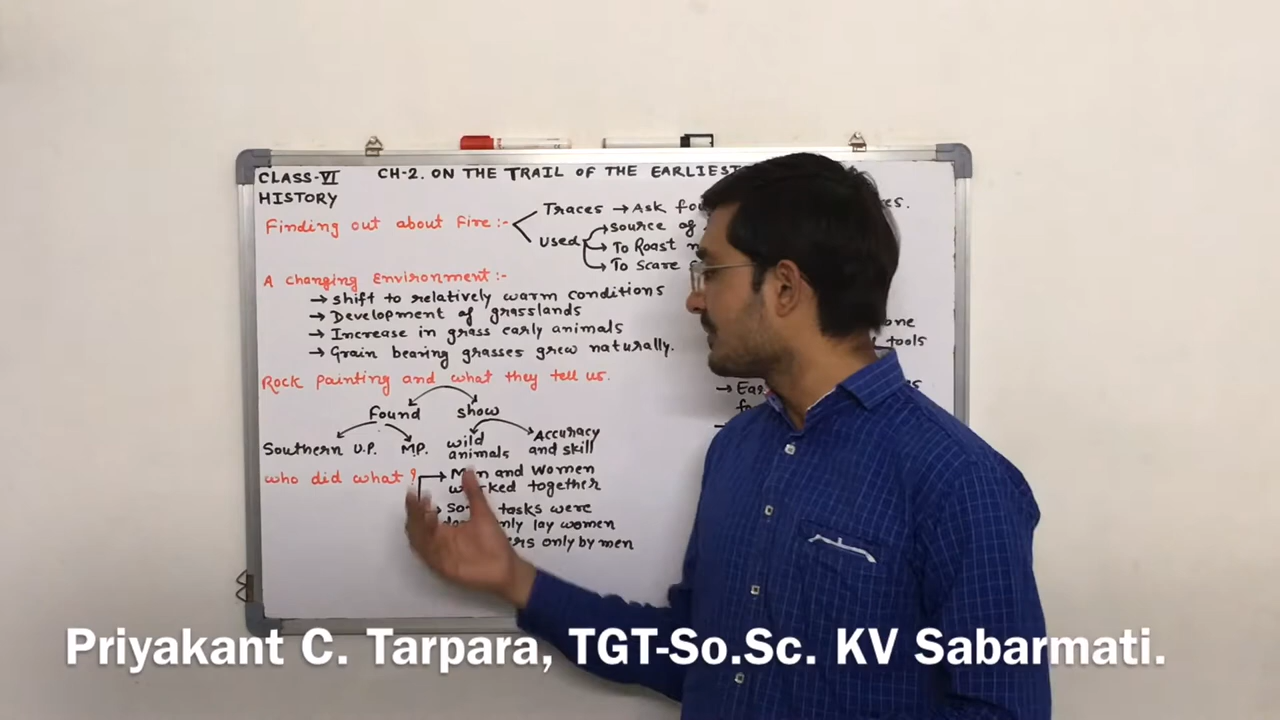 CLASS-VI CH-2. ON THE TRAIL OF THE EARLIEST
HISTORY
Finding out about Fire:-
Traces → Ask
used → source of
→ To Roast
→ To scare
A changing Environment:-
→ shift to relatively warm conditions
→ Development of grasslands
→ Increase in grass early animals
→ Grain bearing grasses grew naturally.
Rock painting and what they tell us.
Found show
Southern U.P. M.P. wild animals Accuracy and skill
who did what?
→ Men and women
worked together
tasks were
only lay women
only by men
tools
Priyakant C. Tarpara, TGT-So.Sc. KV Sabarmati.